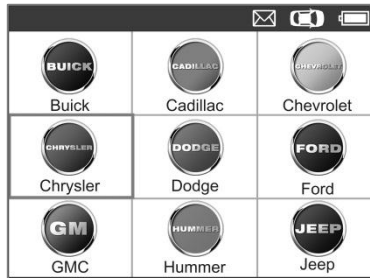 BUICK CADILLAC CHEVROLET
Buick Cadillac Chevrolet
CHRYSLER DODGE FORD
Chrysler Dodge Ford
GM HUMMER JEEP
GMC Hummer Jeep